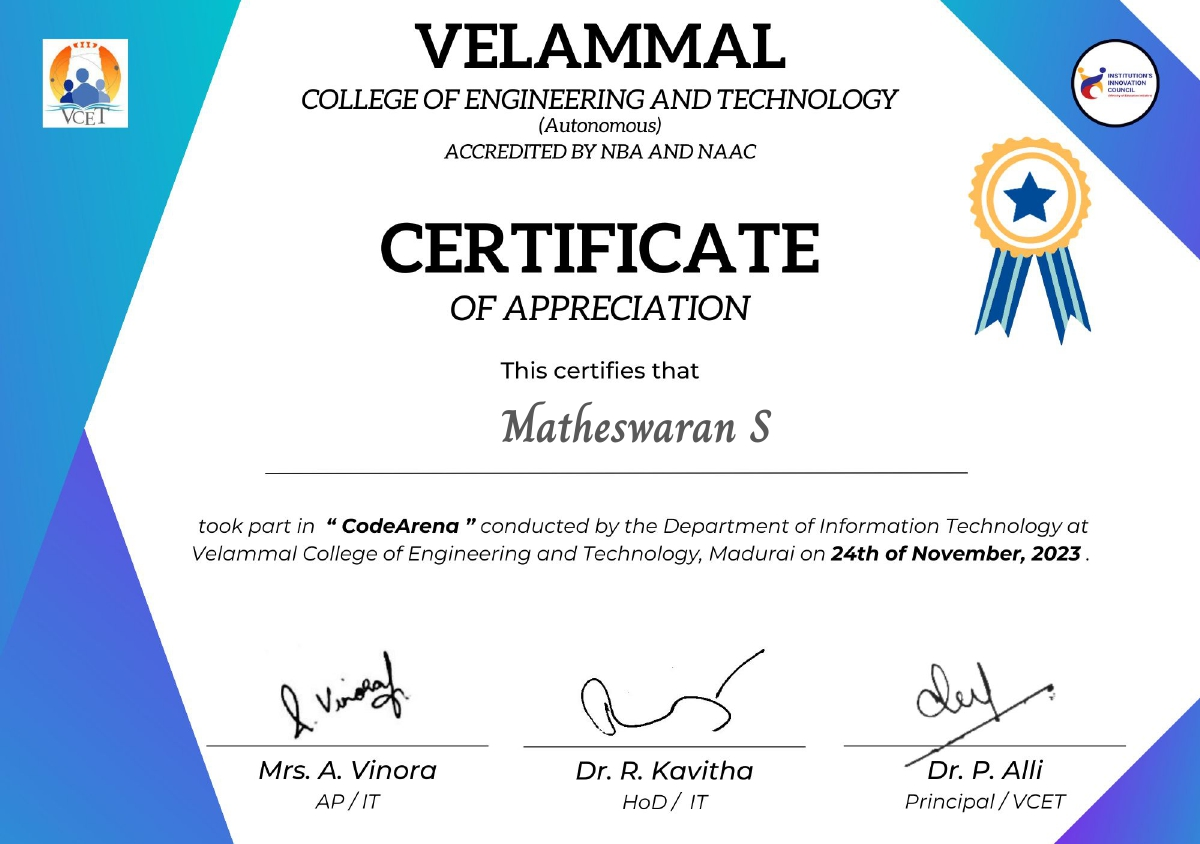 VELAMMAL
COLLEGE OF ENGINEERING AND TECHNOLOGY
(Autonomous)
ACCREDITED BY NBA AND NAAC
VCET
INSTITUTION'S
INNOVATION
COUNCIL
CERTIFICATE
OF APPRECIATION
This certifies that
Matheswaran S
took part in “ CodeArena ” conducted by the Department of Information Technology at
Velammal College of Engineering and Technology, Madurai on 24th of November, 2023 .
A. Vinora
Mrs. A. Vinora
AP / IT
Dr. R. Kavitha
HoD / IT
Dr. P. Alli
Principal / VCET